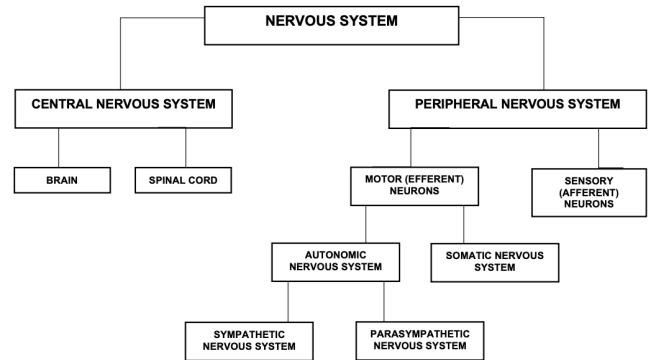 NERVOUS SYSTEM
CENTRAL NERVOUS SYSTEM
PERIPHERAL NERVOUS SYSTEM
BRAIN
SPINAL CORD
MOTOR (EFFERENT)
NEURONS
SENSORY
(AFFERENT)
NEURONS
AUTONOMIC
NERVOUS SYSTEM
SOMATIC NERVOUS
SYSTEM
SYMPATHETIC
NERVOUS SYSTEM
PARASYMPATHETIC
NERVOUS SYSTEM